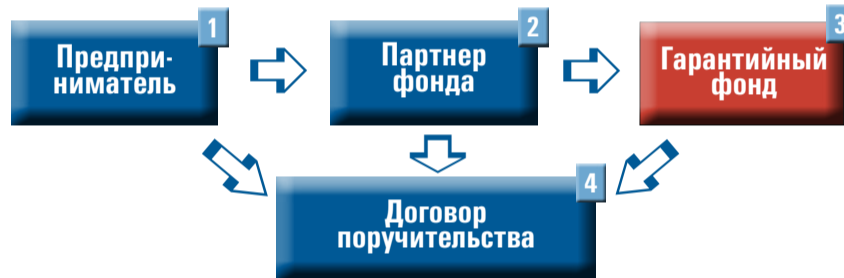 1
Предпри-
ниматель
2
Партнер
фонда
3
Гарантийный
фонд
4
Договор
поручительства